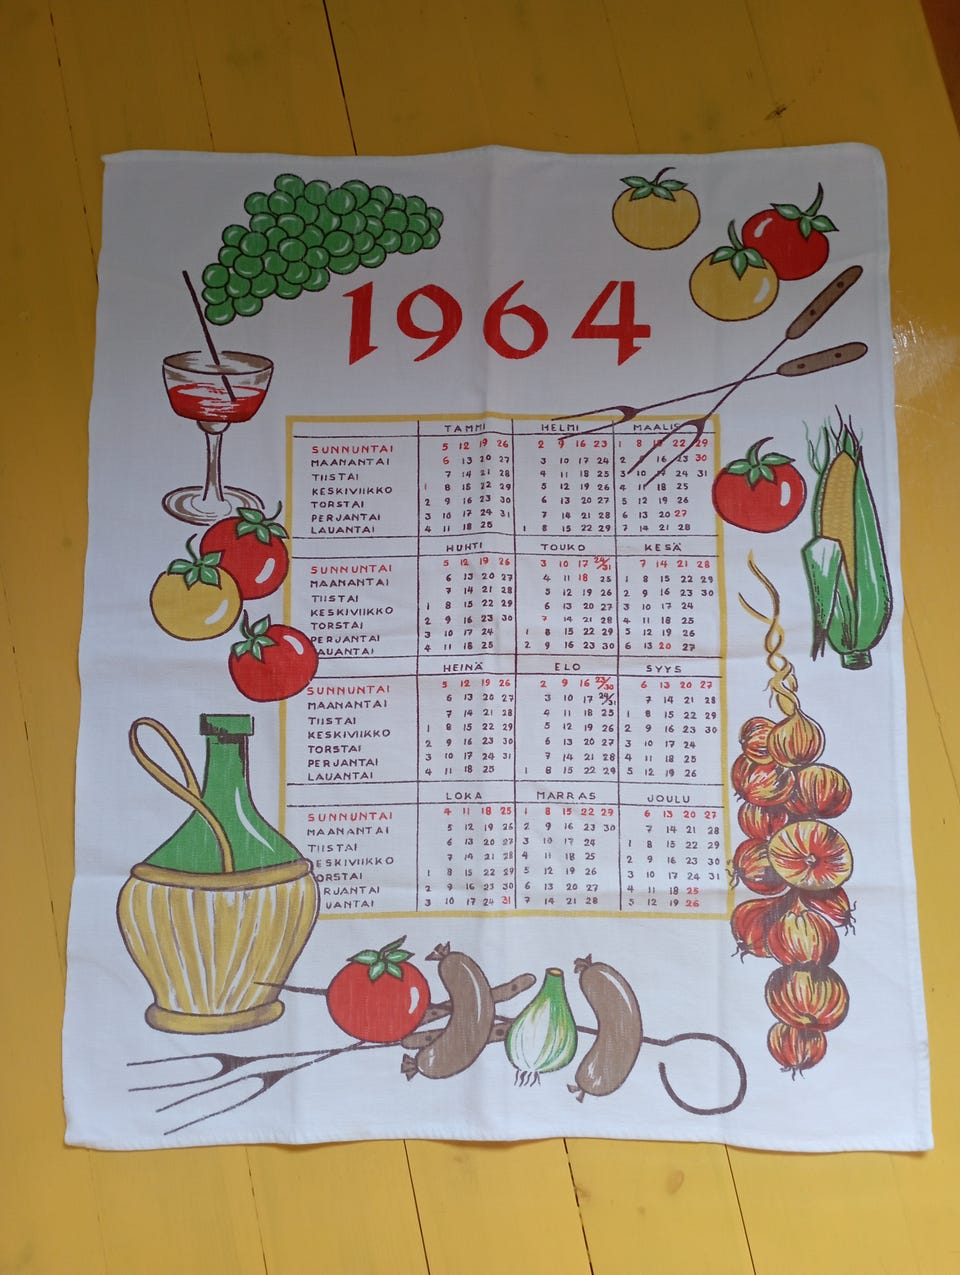 1964
TAMMI HELMI MAALIS
SUNNUNTAI 5 12 19 26 2 9 16 23 1 8 15 22 29
MAANANTAI 6 13 20 27 3 10 17 24 2 9 16 23 30
TIISTAI 7 14 21 28 4 11 18 25 3 10 17 24 31
KESKIVIIKKO 1 8 15 22 29 5 12 19 26 4 11 18 25
TORSTAI 2 9 16 23 30 6 13 20 27 5 12 19 26
PERJANTAI 3 10 17 24 31 7 14 21 28 6 13 20 27
LAUANTAI 4 11 18 25 1 8 15 22 29 7 14 21 28
HUHTI TOUKO KESÄ
SUNNUNTAI 5 12 19 26 3 10 17 24/31 7 14 21 28
MAANANTAI 6 13 20 27 4 11 18 25 1 8 15 22 29
TIISTAI 7 14 21 28 5 12 19 26 2 9 16 23 30
KESKIVIIKKO 1 8 15 22 29 6 13 20 27 3 10 17 24
TORSTAI 2 9 16 23 30 7 14 21 28 4 11 18 25
PERJANTAI 3 10 17 24 1 8 15 22 29 5 12 19 26
AUANTAI 4 11 18 25 2 9 16 23 30 6 13 20 27
HEINÄ ELO SYYS
SUNNUNTAI 5 12 19 26 2 9 16 23/30 6 13 20 27
MAANANTAI 6 13 20 27 3 10 17 24/31 7 14 21 28
TIISTAI 7 14 21 28 4 11 18 25 1 8 15 22 29
KESKIVIIKKO 1 8 15 22 29 5 12 19 26 2 9 16 23 30
TORSTAI 2 9 16 23 30 6 13 20 27 3 10 17 24
PERJANTAI 3 10 17 24 31 7 14 21 28 4 11 18 25
LAUANTAI 4 11 18 25 1 8 15 22 29 5 12 19 26
LOKA MARRAS JOULU
SUNNUNTAI 4 11 18 25 1 8 15 22 29 6 13 20 27
MAANANTAI 5 12 19 26 2 9 16 23 30 7 14 21 28
TIISTAI 6 13 20 27 3 10 17 24 1 8 15 22 29
ESKIVIIKKO 7 14 21 28 4 11 18 25 2 9 16 23 30
ORSTAI 1 8 15 22 29 5 12 19 26 3 10 17 24 31
RJANTAI 2 9 16 23 30 6 13 20 27 4 11 18 25
UANTAI 3 10 17 24 31 7 14 21 28 5 12 19 26